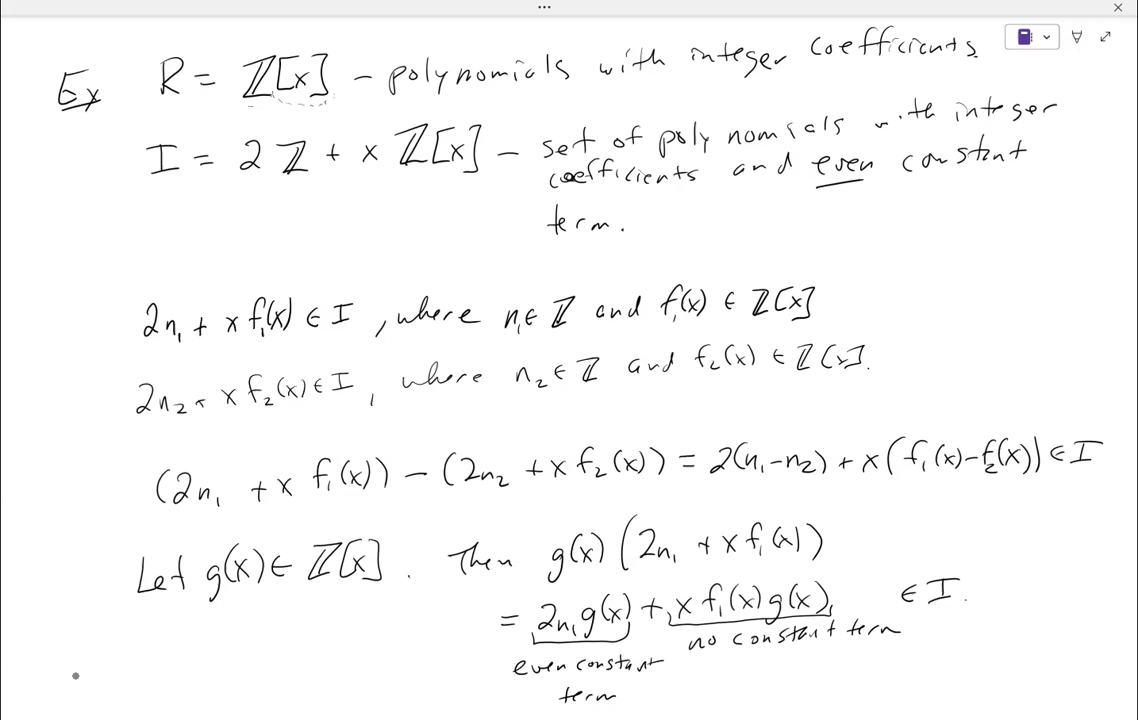 Ex R = ℤ[x] – polynomials with integer coefficients
I = 2ℤ + xℤ[x] – set of polynomials with integer
coefficients and even constant
term.
2n₁ + x f₁(x) ∈ I, where n₁ ∈ ℤ and f₁(x) ∈ ℤ[x]
2n₂ + x f₂(x) ∈ I, where n₂ ∈ ℤ and f₂(x) ∈ ℤ[x].
(2n₁ + x f₁(x)) – (2n₂ + x f₂(x)) = 2(n₁–n₂) + x(f₁(x)–f₂(x)) ∈ I
Let g(x) ∈ ℤ[x]. Then g(x)(2n₁ + x f₁(x))
= 2n₁g(x) + x f₁(x)g(x) ∈ I.
even constant term
no constant term